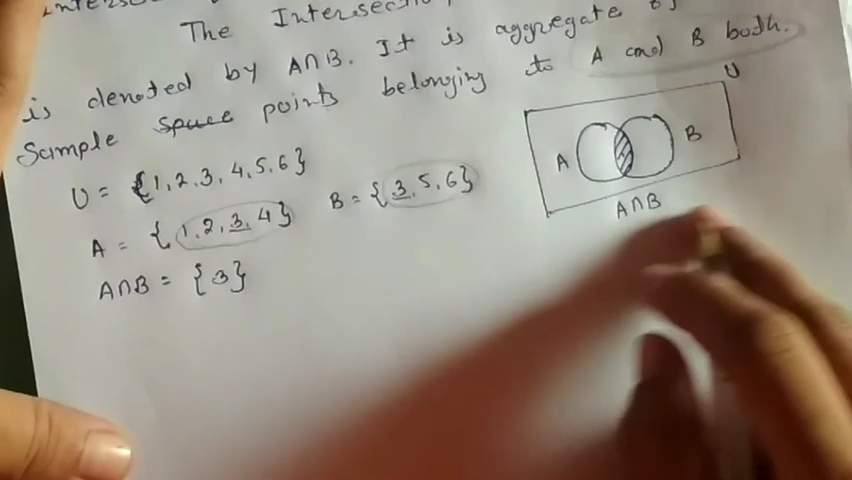 The Intersection
is denoted by A∩B. It is aggregate of
Sample space points belonging to A and B both.
U
U = {1,2,3,4,5,6}
A = {1,2,3,4} B = {3,5,6}
A B
A∩B
A∩B = {3}